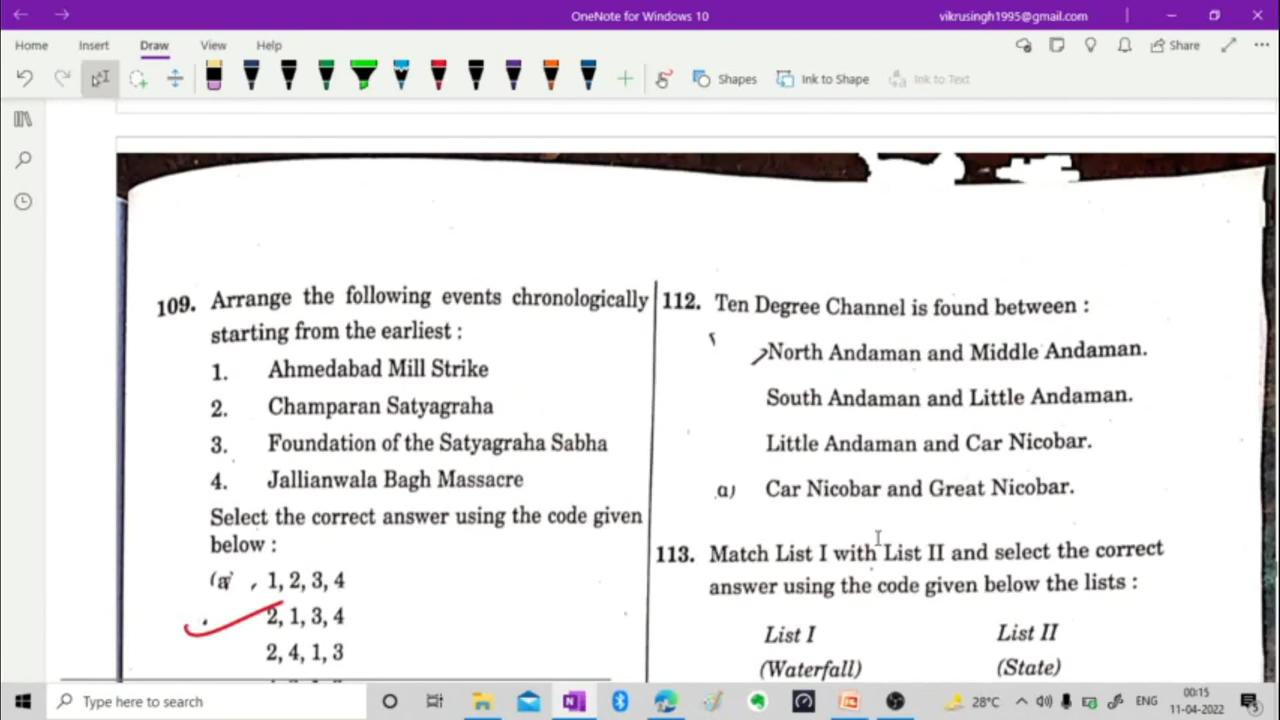 OneNote for Windows 10
vikrusingh1995@gmail.com
Home Insert Draw View Help
Share
Shapes
Ink to Shape
Ink to Text
109. Arrange the following events chronologically
starting from the earliest :
1. Ahmedabad Mill Strike
2. Champaran Satyagraha
3. Foundation of the Satyagraha Sabha
4. Jallianwala Bagh Massacre
Select the correct answer using the code given
below :
(a) 1, 2, 3, 4
2, 1, 3, 4
2, 4, 1, 3
112. Ten Degree Channel is found between :
North Andaman and Middle Andaman.
South Andaman and Little Andaman.
Little Andaman and Car Nicobar.
a) Car Nicobar and Great Nicobar.
113. Match List I with List II and select the correct
answer using the code given below the lists :
List I List II
(Waterfall) (State)
Type here to search
28°C
ENG
00:15
11-04-2022